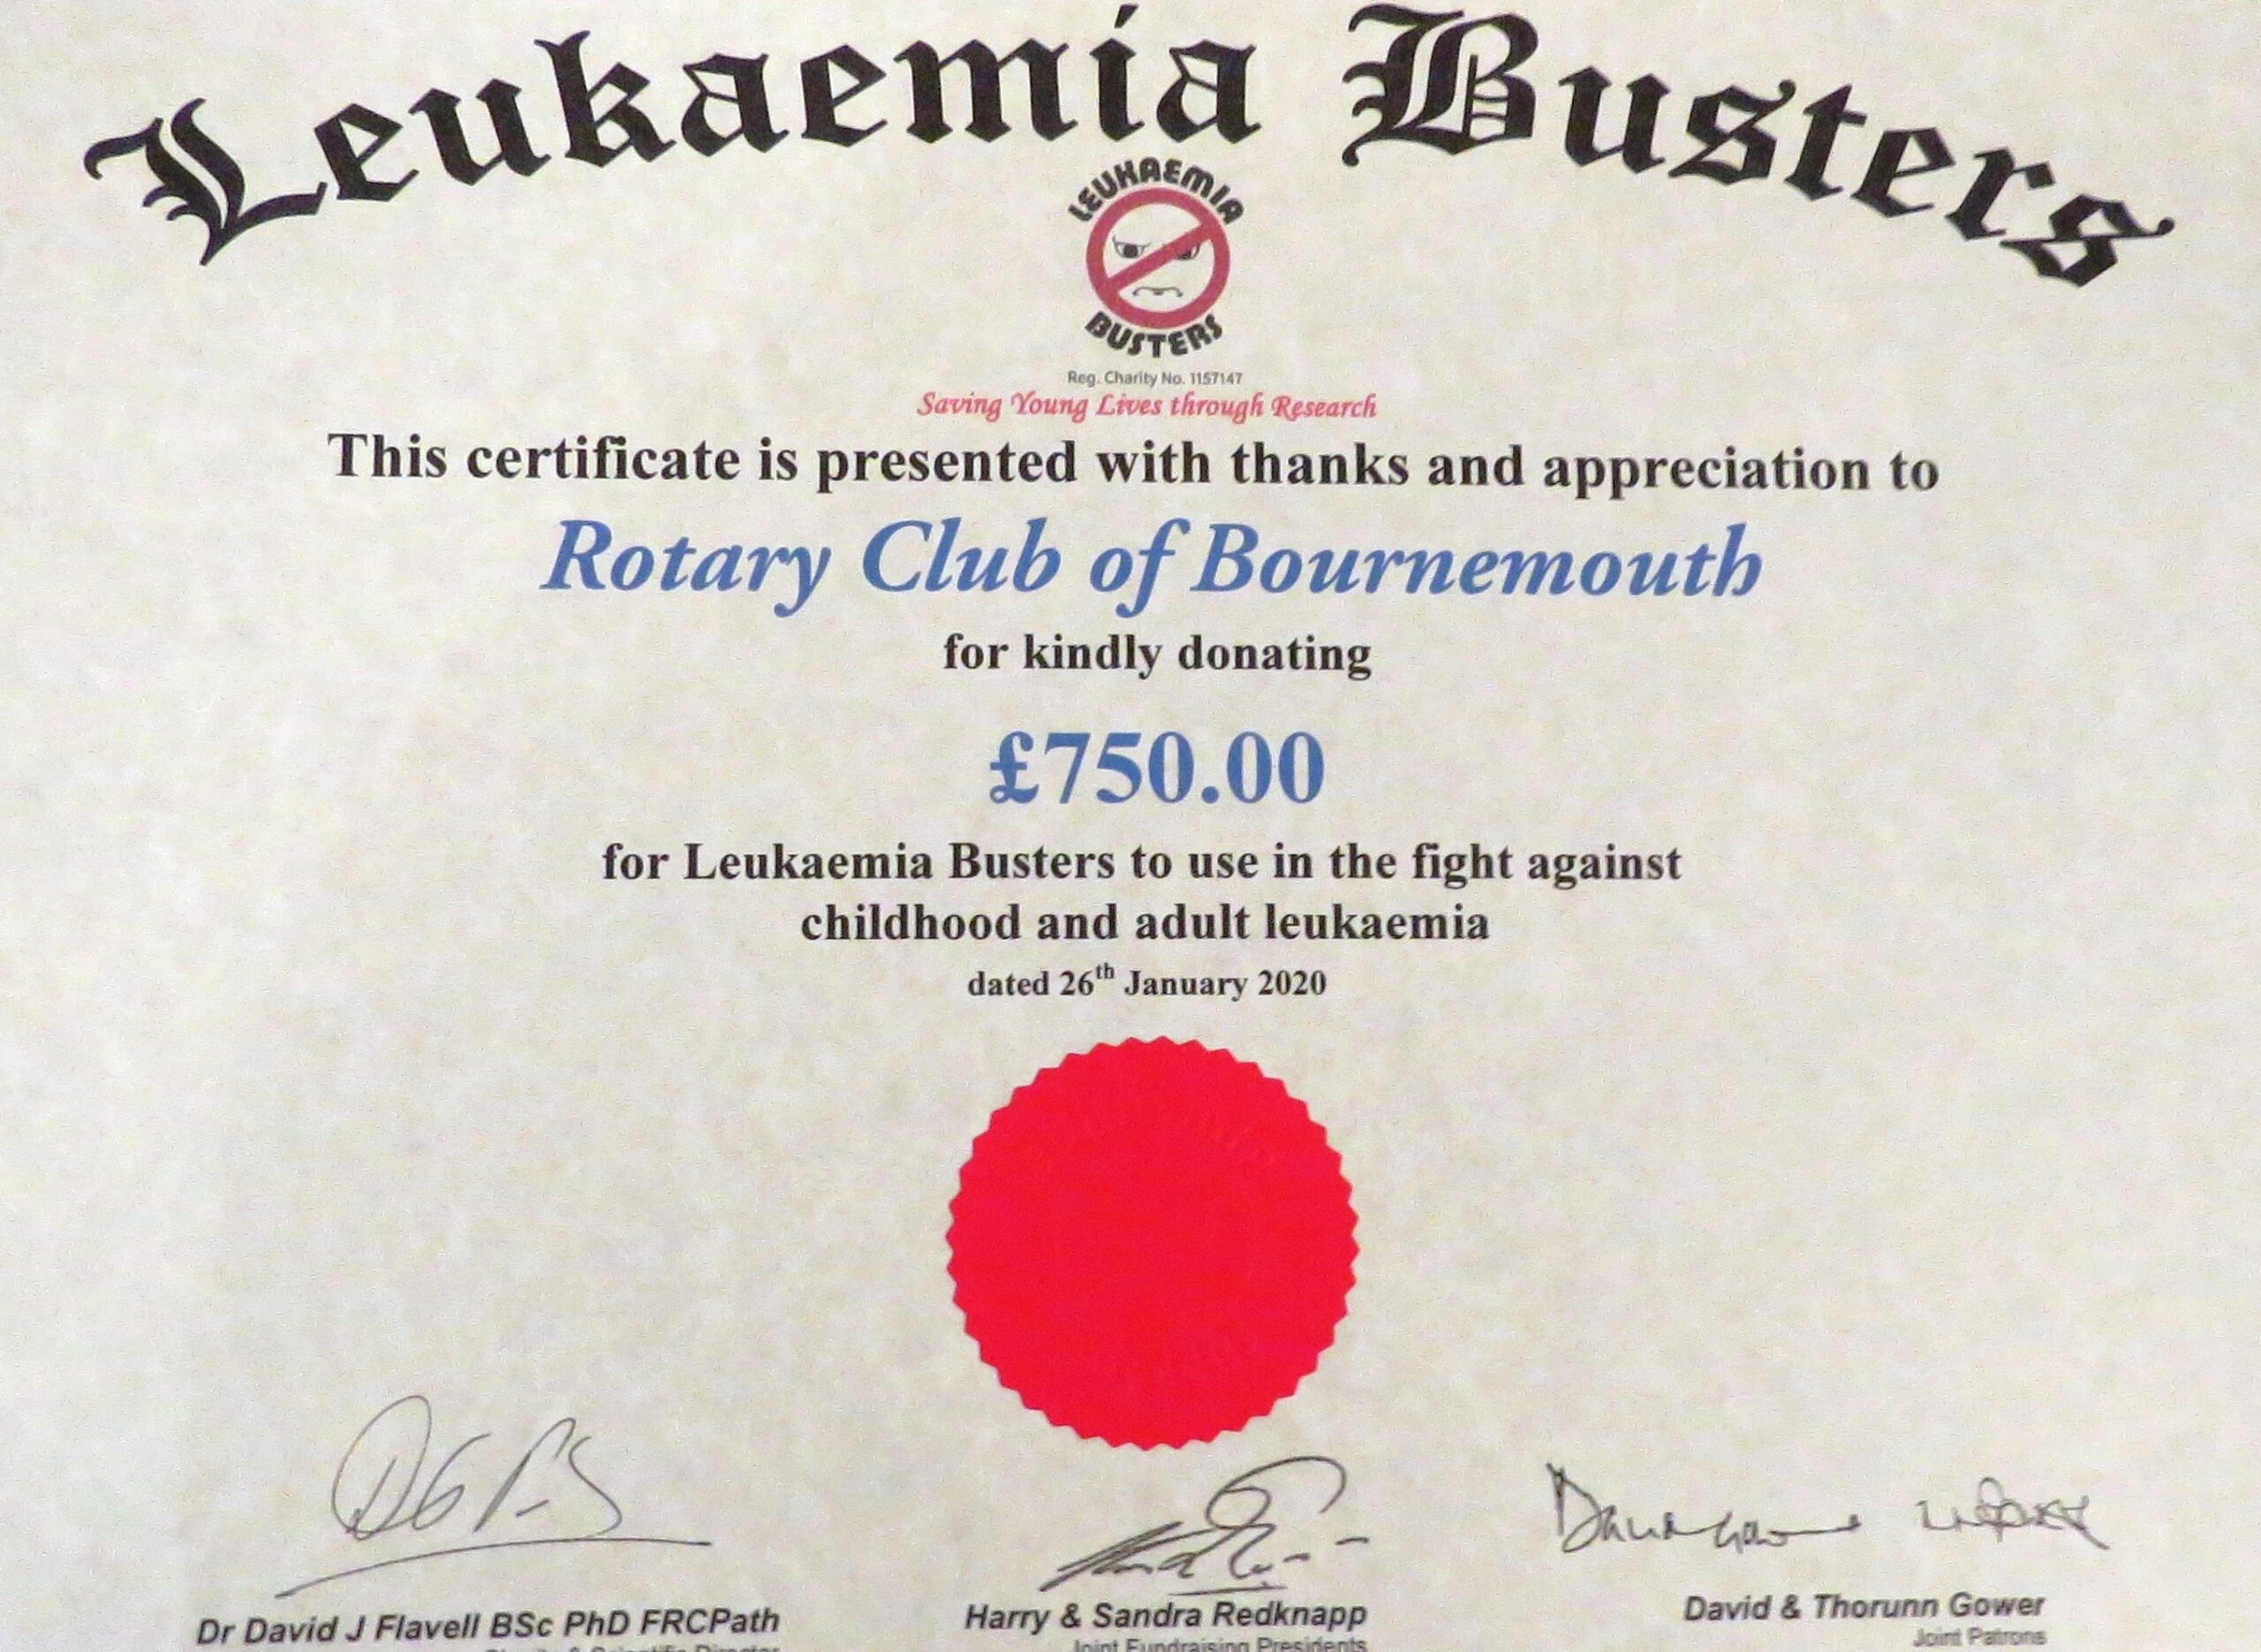 Leukaemia Busters
LEUKAEMIA
BUSTERS
Reg. Charity No. 1157147
Saving Young Lives through Research
This certificate is presented with thanks and appreciation to
Rotary Club of Bournemouth
for kindly donating
£750.00
for Leukaemia Busters to use in the fight against
childhood and adult leukaemia
dated 26th January 2020
Dr David J Flavell BSc PhD FRCPath
Harry & Sandra Redknapp
David & Thorunn Gower
Charity & Scientific Director
Joint Fundraising Presidents
Joint Patrons